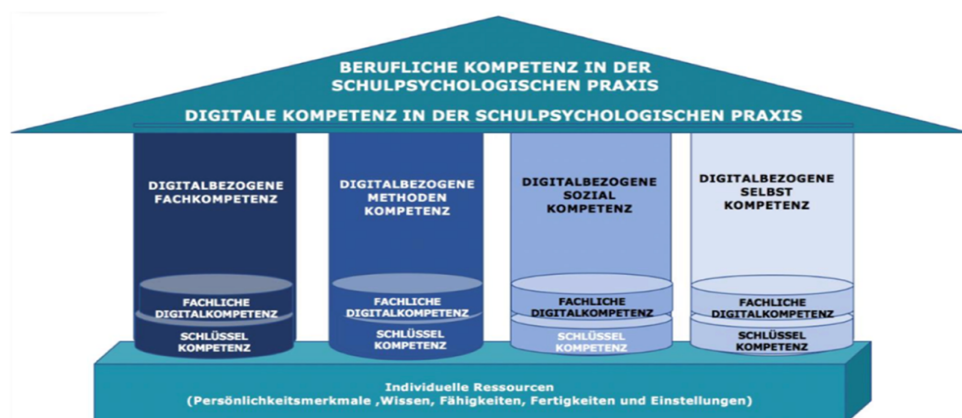 BERUFLICHE KOMPETENZ IN DER
SCHULPSYCHOLOGISCHEN PRAXIS
DIGITALE KOMPETENZ IN DER SCHULPSYCHOLOGISCHEN PRAXIS
DIGITALBEZOGENE
FACHKOMPETENZ
DIGITALBEZOGENE
METHODEN
KOMPETENZ
DIGITALBEZOGENE
SOZIAL
KOMPETENZ
DIGITALBEZOGENE
SELBST
KOMPETENZ
FACHLICHE
DIGITALKOMPETENZ
FACHLICHE
DIGITALKOMPETENZ
FACHLICHE
DIGITALKOMPETENZ
FACHLICHE
DIGITALKOMPETENZ
SCHLÜSSEL
KOMPETENZ
SCHLÜSSEL
KOMPETENZ
SCHLÜSSEL
KOMPETENZ
SCHLÜSSEL
KOMPETENZ
Individuelle Ressourcen
(Persönlichkeitsmerkmale ,Wissen, Fähigkeiten, Fertigkeiten und Einstellungen)